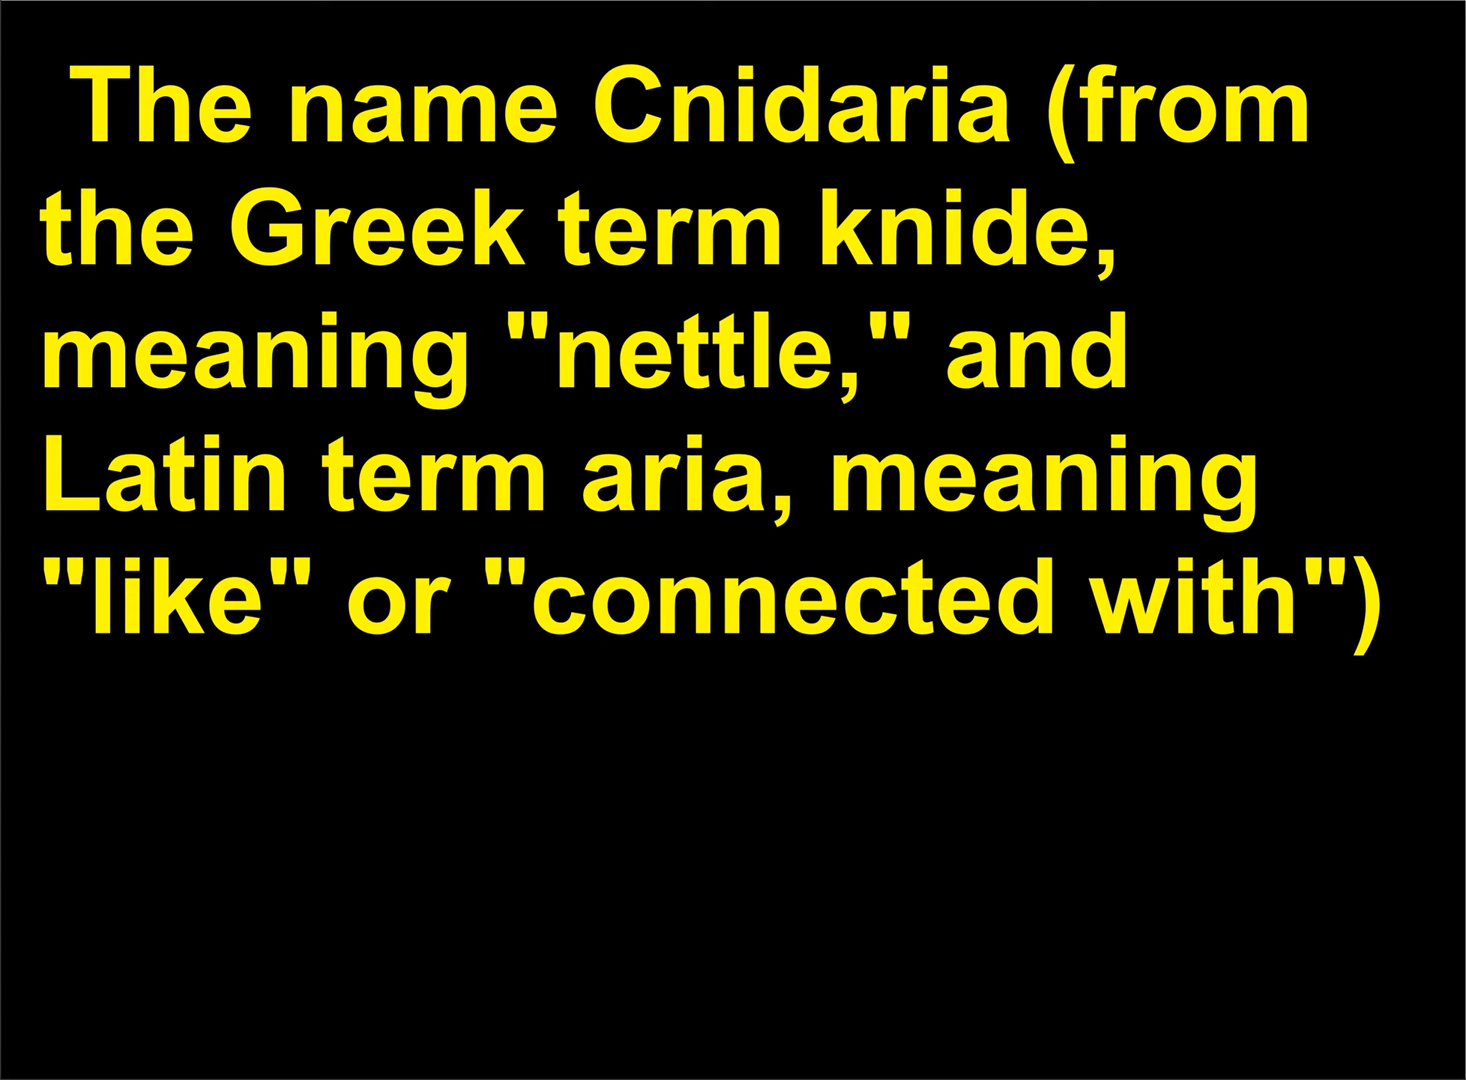 The name Cnidaria (from
the Greek term knide,
meaning "nettle," and
Latin term aria, meaning
"like" or "connected with")